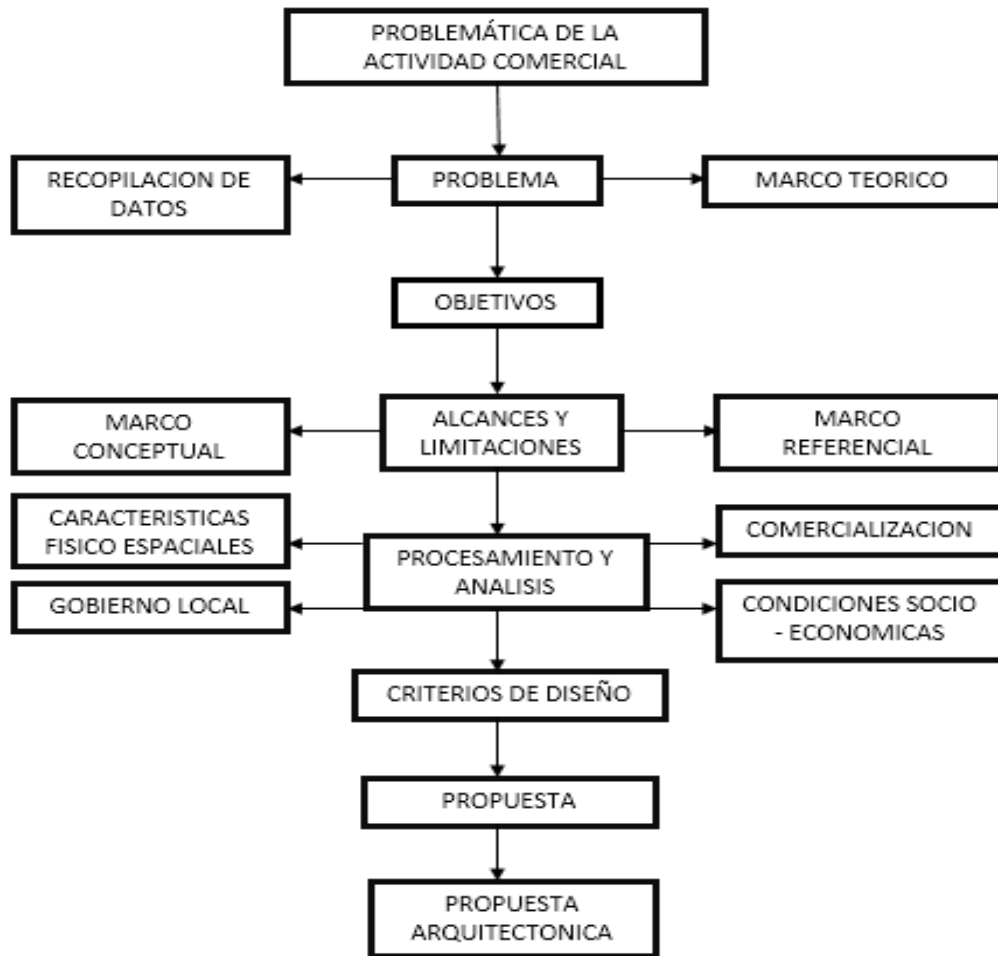 PROBLEMÁTICA DE LA
ACTIVIDAD COMERCIAL
RECOPILACION DE
DATOS
PROBLEMA
MARCO TEORICO
OBJETIVOS
MARCO
CONCEPTUAL
ALCANCES Y
LIMITACIONES
MARCO
REFERENCIAL
CARACTERISTICAS
FISICO ESPACIALES
PROCESAMIENTO Y
ANALISIS
COMERCIALIZACION
GOBIERNO LOCAL
CONDICIONES SOCIO
- ECONOMICAS
CRITERIOS DE DISEÑO
PROPUESTA
PROPUESTA
ARQUITECTONICA